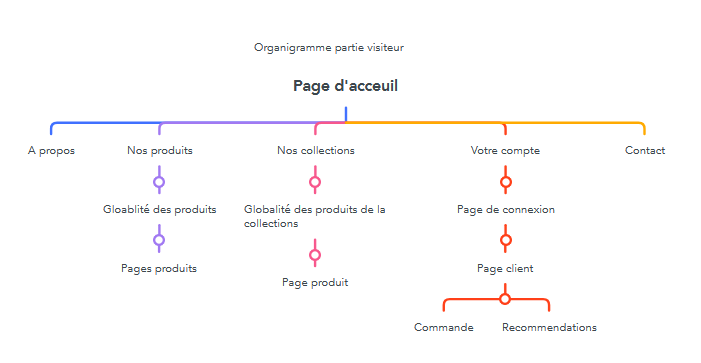 Organigramme partie visiteur
Page d'acceuil
A propos
Nos produits
Nos collections
Votre compte
Contact
Gloablité des produits
Globalité des produits de la
collections
Page de connexion
Pages produits
Page produit
Page client
Commande
Recommendations